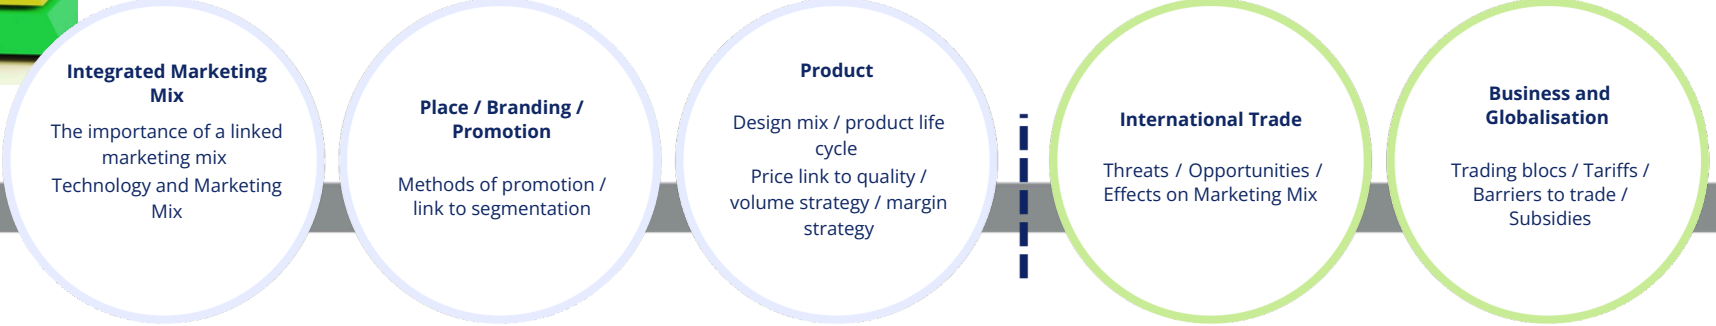 Integrated Marketing
Mix
The importance of a linked
marketing mix
Technology and Marketing
Mix
Place / Branding /
Promotion
Methods of promotion /
link to segmentation
Product
Design mix / product life
cycle
Price link to quality /
volume strategy / margin
strategy
International Trade
Threats / Opportunities /
Effects on Marketing Mix
Business and
Globalisation
Trading blocs / Tariffs /
Barriers to trade /
Subsidies